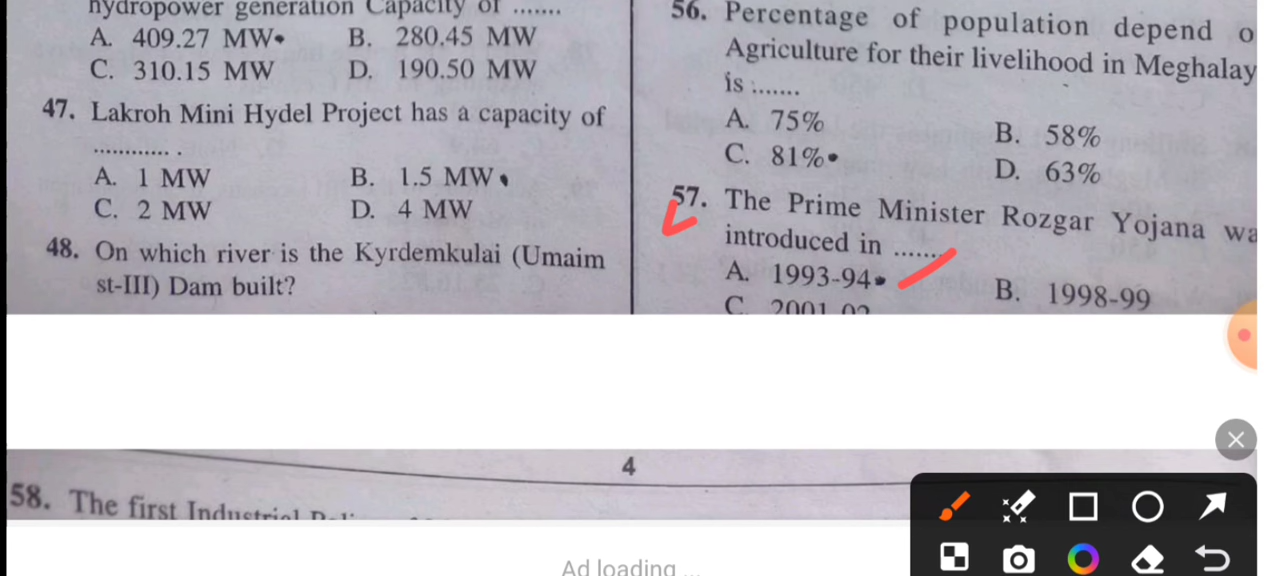 hydropower generation Capacity of .......
A. 409.27 MW• B. 280.45 MW
C. 310.15 MW D. 190.50 MW
47. Lakroh Mini Hydel Project has a capacity of
............. .
A. 1 MW B. 1.5 MW•
C. 2 MW D. 4 MW
48. On which river is the Kyrdemkulai (Umaim
st-III) Dam built?
56. Percentage of population depend o
Agriculture for their livelihood in Meghalay
is .......
A. 75% B. 58%
C. 81%• D. 63%
57. The Prime Minister Rozgar Yojana wa
introduced in .......
A. 1993-94• B. 1998-99
C. 2001-02
4
58. The first Industrial
Ad loading ...